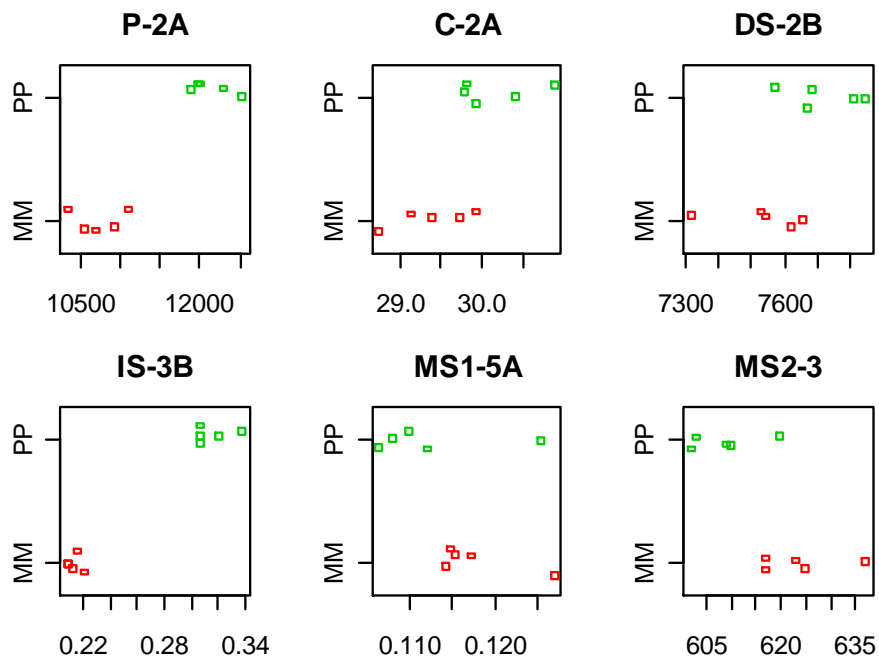 P-2A C-2A DS-2B
PP PP PP
MM MM MM
10500 12000 29.0 30.0 7300 7600
IS-3B MS1-5A MS2-3
PP PP PP
MM MM MM
0.22 0.28 0.34 0.110 0.120 605 620 635